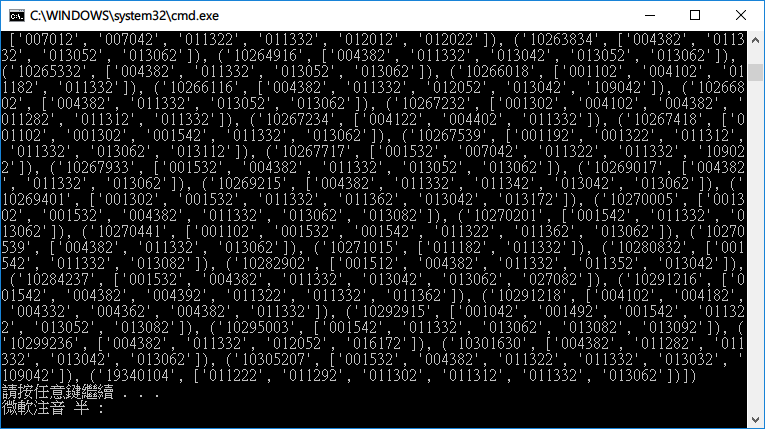 C:\WINDOWS\system32\cmd.exe
['007012', '007042', '011322', '011332', '012012', '012022']), ('10263834', ['004382', '0113
32', '013052', '013062']), ('10264916', ['004382', '011332', '013042', '013052', '013062']),
('10265332', ['004382', '011332', '013052', '013062']), ('10266018', ['001102', '004102', '01
1182', '011332']), ('10266116', ['004382', '011332', '012052', '013042', '109042']), ('102668
02', ['004382', '011332', '013052', '013062']), ('10267232', ['001302', '004102', '004382', '
011282', '011312', '011332']), ('10267234', ['004122', '004402', '011332']), ('10267418', ['0
01102', '001302', '001542', '011332', '013062']), ('10267539', ['001192', '001322', '011312',
'011332', '013062', '013112']), ('10267717', ['001532', '007042', '011322', '011332', '10902
2']), ('10267933', ['001532', '004382', '011332', '013052', '013062']), ('10269017', ['004382
', '011332', '013062']), ('10269215', ['004382', '011332', '011342', '013042', '013062']), ('
10269401', ['001302', '001532', '011332', '011362', '013042', '013172']), ('10270005', ['0013
02', '001532', '004382', '011332', '013062', '013082']), ('10270201', ['001542', '011332', '0
13062']), ('10270441', ['001102', '001532', '001542', '011322', '011362', '013062']), ('10270
539', ['004382', '011332', '013062']), ('10271015', ['011182', '011332']), ('10280832', ['001
542', '011332', '013082']), ('10282902', ['001512', '004382', '011332', '011352', '013042']),
('10284237', ['001532', '004382', '011332', '013042', '013062', '027082']), ('10291216', ['0
01542', '004382', '004392', '011322', '011332', '011362']), ('10291218', ['004102', '004182',
'004332', '004362', '004382', '011332']), ('10292915', ['001042', '001492', '001542', '01132
2', '013052', '013082']), ('10295003', ['001542', '011332', '013062', '013082', '013092']), (
'10299236', ['004382', '011332', '012052', '016172']), ('10301630', ['004382', '011282', '011
332', '013042', '013062']), ('10305207', ['001532', '004382', '011322', '011332', '013032', '
109042']), ('19340104', ['011222', '011292', '011302', '011312', '011332', '013062'])])
請按任意鍵繼續 . . .
微軟注音 半 :